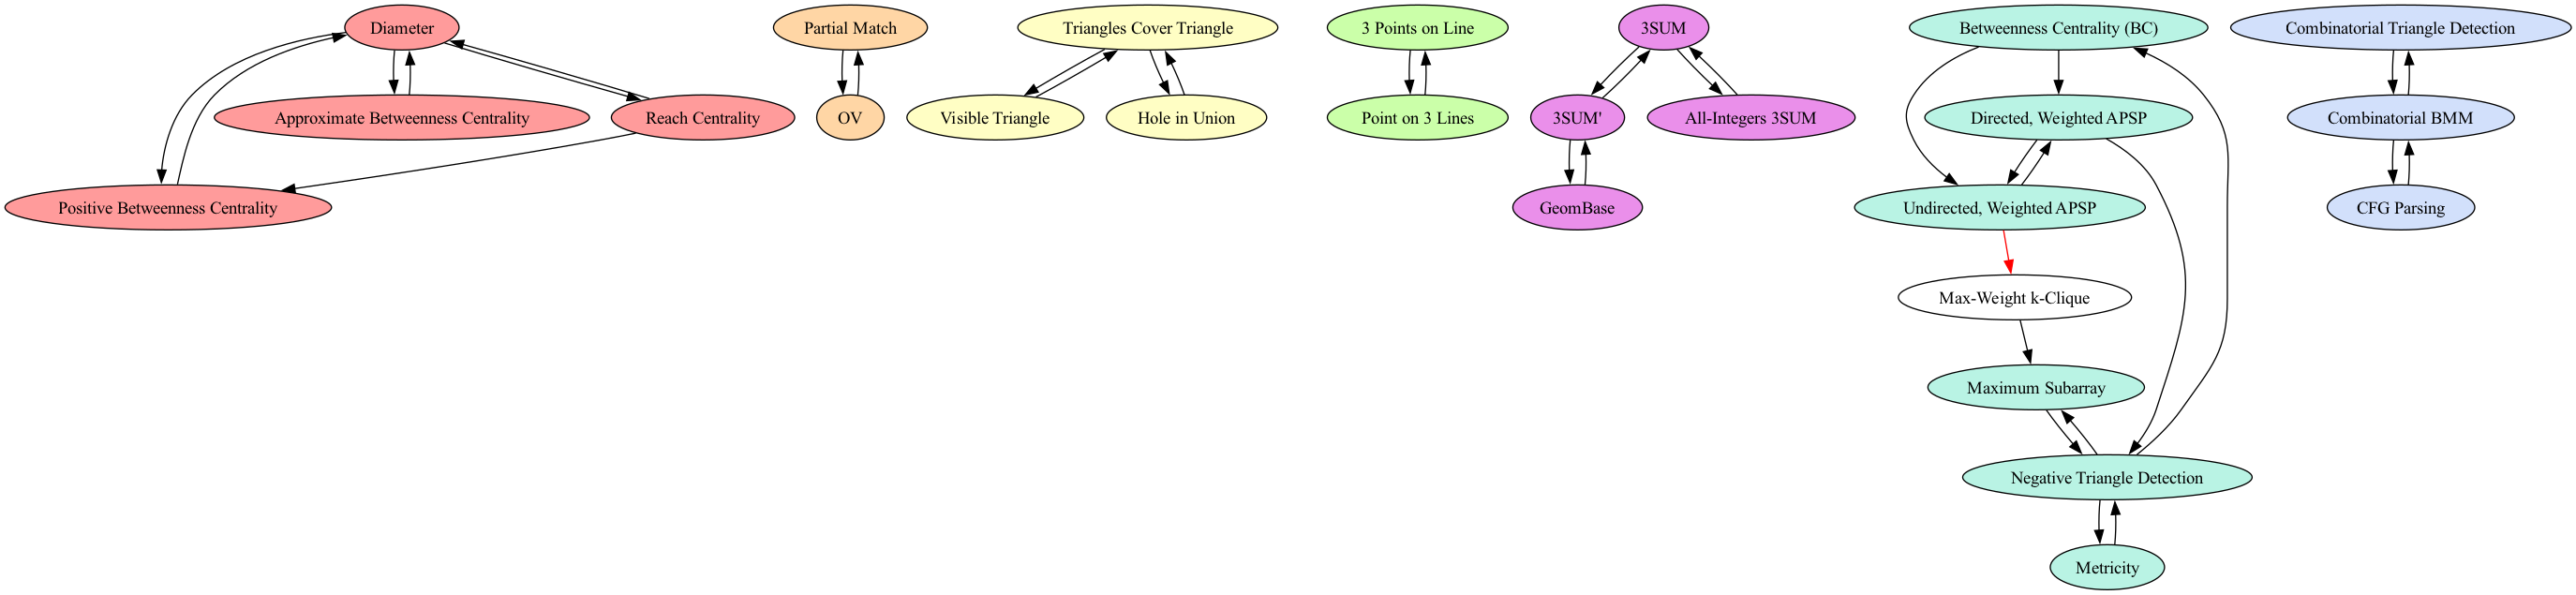 Diameter
Partial Match
Triangles Cover Triangle
3 Points on Line
3SUM
Betweenness Centrality (BC)
Combinatorial Triangle Detection
Approximate Betweenness Centrality
Reach Centrality
OV
Visible Triangle
Hole in Union
Point on 3 Lines
3SUM'
All-Integers 3SUM
Directed, Weighted APSP
Combinatorial BMM
Positive Betweenness Centrality
GeomBase
Undirected, Weighted APSP
CFG Parsing
Max-Weight k-Clique
Maximum Subarray
Negative Triangle Detection
Metricity